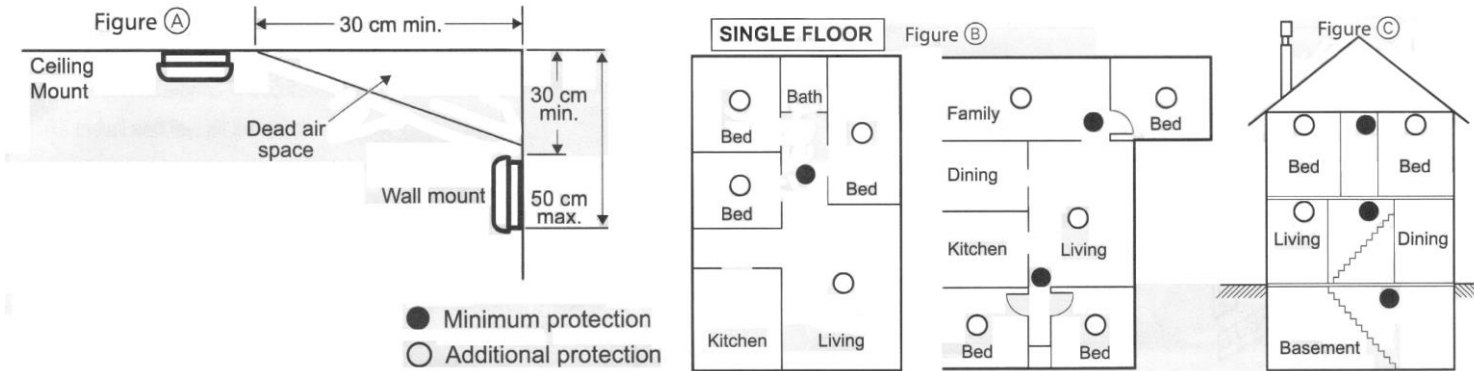 Figure Ⓐ
30 cm min.
Ceiling
Mount
Dead air
space
30 cm
min.
Wall mount
50 cm
max.
Minimum protection
Additional protection
SINGLE FLOOR
Figure Ⓑ
Bath
Bed
Bed
Bed
Kitchen
Living
Family
Bed
Dining
Kitchen
Living
Bed
Bed
Figure Ⓒ
Bed
Bed
Living
Dining
Basement